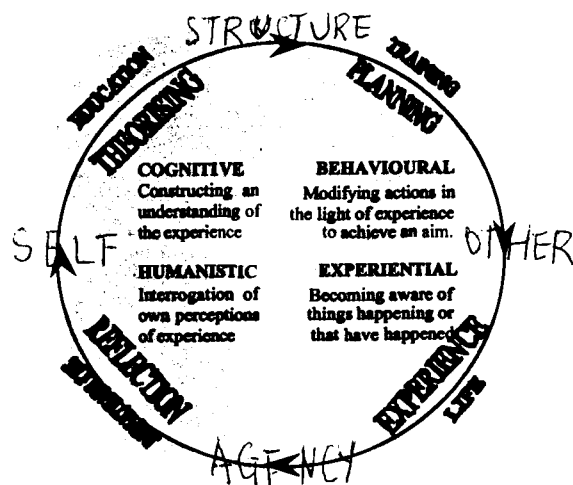 STRUCTURE
EDUCATION
THEORISING
TRAINING
PLANNING
COGNITIVE
Constructing an
understanding of
the experience
BEHAVIOURAL
Modifying actions in
the light of experience
to achieve an aim.
SELF
OTHER
HUMANISTIC
Interrogation of
own perceptions
of experience
EXPERIENTIAL
Becoming aware of
things happening or
that have happened
REFLECTION
EXPERIENCE
LIFE
AGENCY